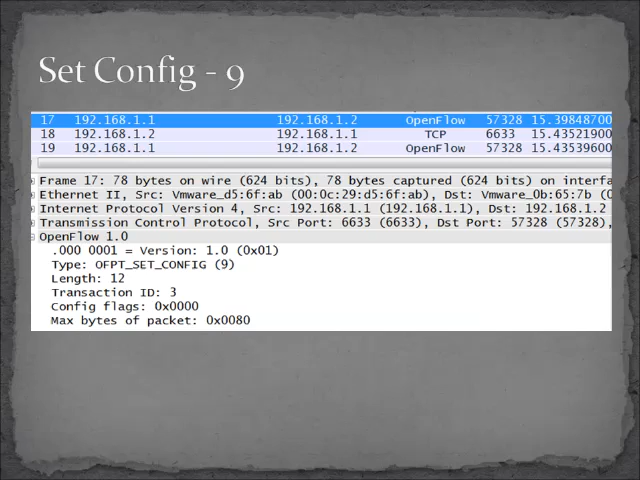 Set Config - 9
17 192.168.1.1 192.168.1.2 OpenFlow 57328 15.39848700
18 192.168.1.2 192.168.1.1 TCP 6633 15.43521900
19 192.168.1.1 192.168.1.2 OpenFlow 57328 15.43539600
Frame 17: 78 bytes on wire (624 bits), 78 bytes captured (624 bits) on interfa
Ethernet II, Src: Vmware_d5:6f:ab (00:0c:29:d5:6f:ab), Dst: Vmware_0b:65:7b (0
Internet Protocol Version 4, Src: 192.168.1.1 (192.168.1.1), Dst: 192.168.1.2
Transmission Control Protocol, Src Port: 6633 (6633), Dst Port: 57328 (57328),
OpenFlow 1.0
.000 0001 = Version: 1.0 (0x01)
Type: OFPT_SET_CONFIG (9)
Length: 12
Transaction ID: 3
Config flags: 0x0000
Max bytes of packet: 0x0080